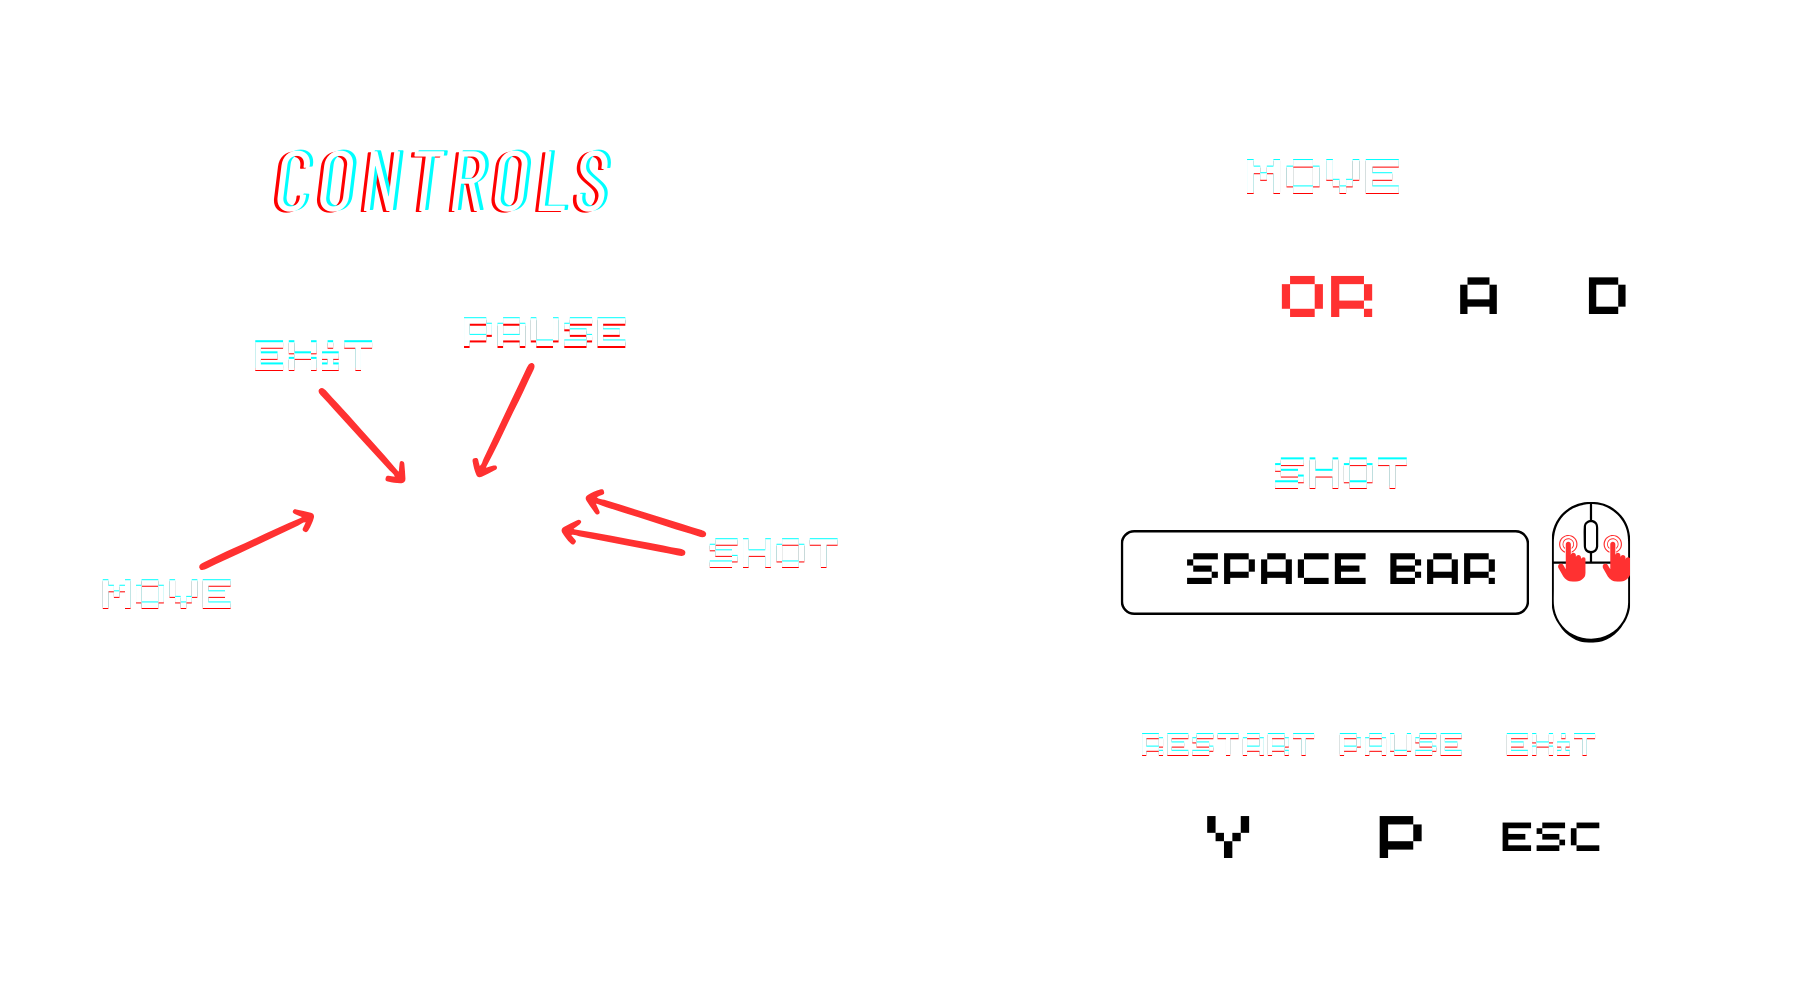 CONTROLS
EXIT
PAUSE
SHOT
MOVE
MOVE
OR A D
SHOT
SPACE BAR
RESTART PAUSE EXIT
Y P ESC